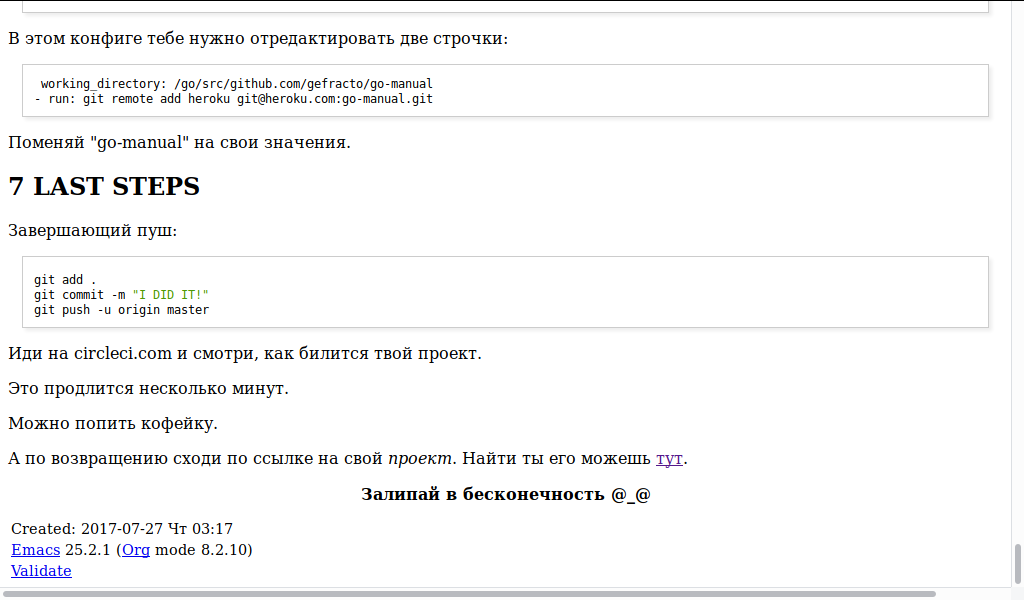 В этом конфиге тебе нужно отредактировать две строчки:
working_directory: /go/src/github.com/gefracto/go-manual
- run: git remote add heroku git@heroku.com:go-manual.git
Поменяй "go-manual" на свои значения.
7 LAST STEPS
Завершающий пуш:
git add .
git commit -m "I DID IT!"
git push -u origin master
Иди на circleci.com и смотри, как билится твой проект.
Это продлится несколько минут.
Можно попить кофейку.
А по возвращению сходи по ссылке на свой проект. Найти ты его можешь тут.
Залипай в бесконечность @_@
Created: 2017-07-27 Чт 03:17
Emacs 25.2.1 (Org mode 8.2.10)
Validate